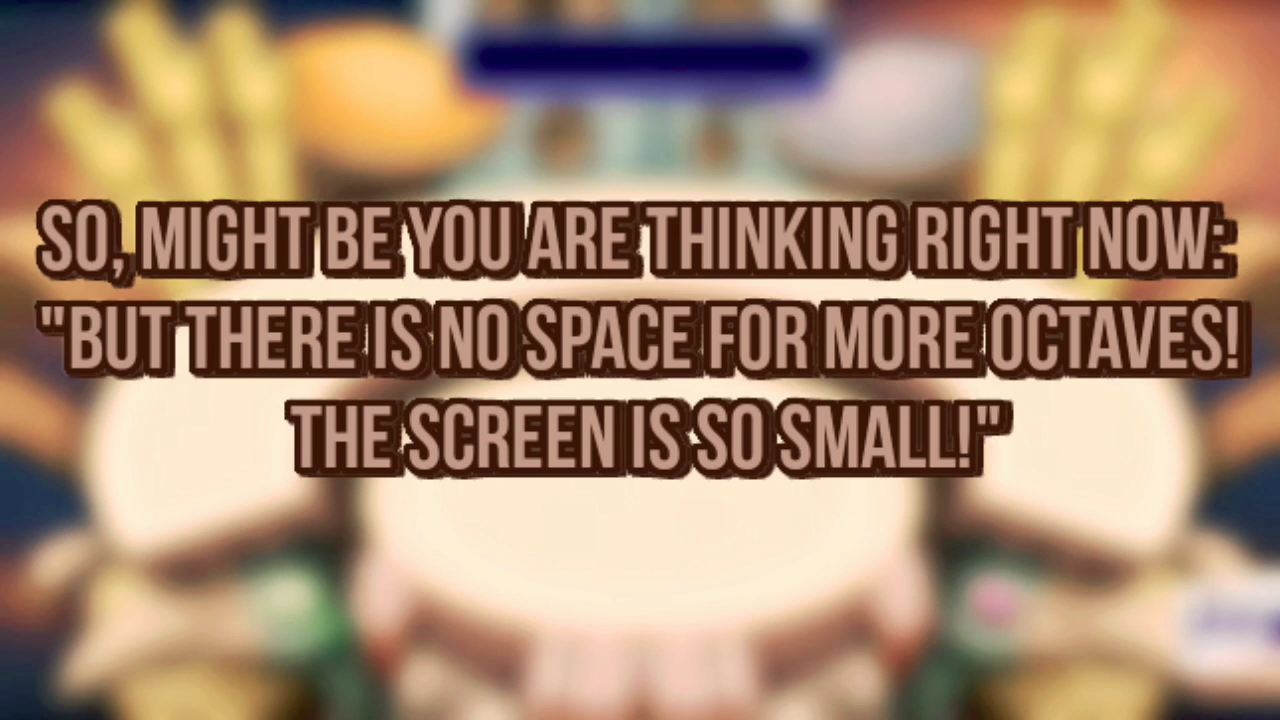 SO, MIGHT BE YOU ARE THINKING RIGHT NOW:
"BUT THERE IS NO SPACE FOR MORE OCTAVES!
THE SCREEN IS SO SMALL!"